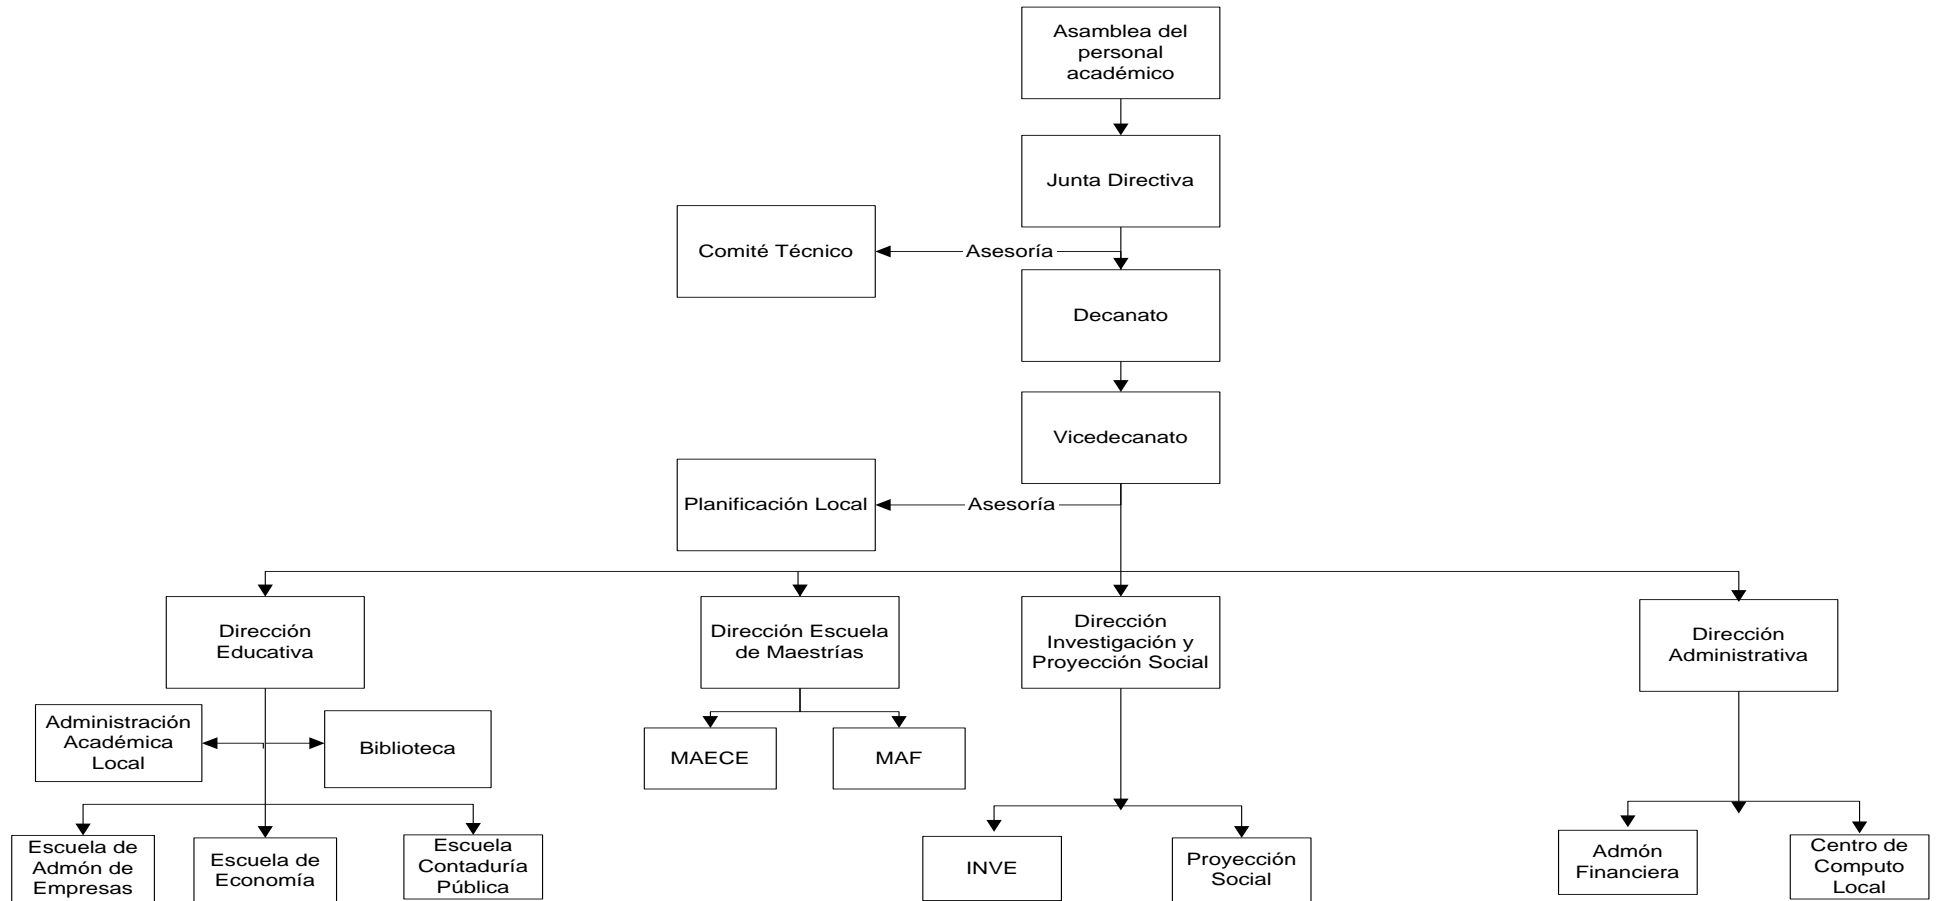 Asamblea del
personal
académico
Junta Directiva
Comité Técnico
Asesoría
Decanato
Vicedecanato
Planificación Local
Asesoría
Dirección
Educativa
Dirección Escuela
de Maestrías
Dirección
Investigación y
Proyección Social
Dirección
Administrativa
Administración
Académica
Local
Biblioteca
MAECE
MAF
Escuela de
Admón de
Empresas
Escuela de
Economía
Escuela
Contaduría
Pública
INVE
Proyección
Social
Admón
Financiera
Centro de
Computo
Local